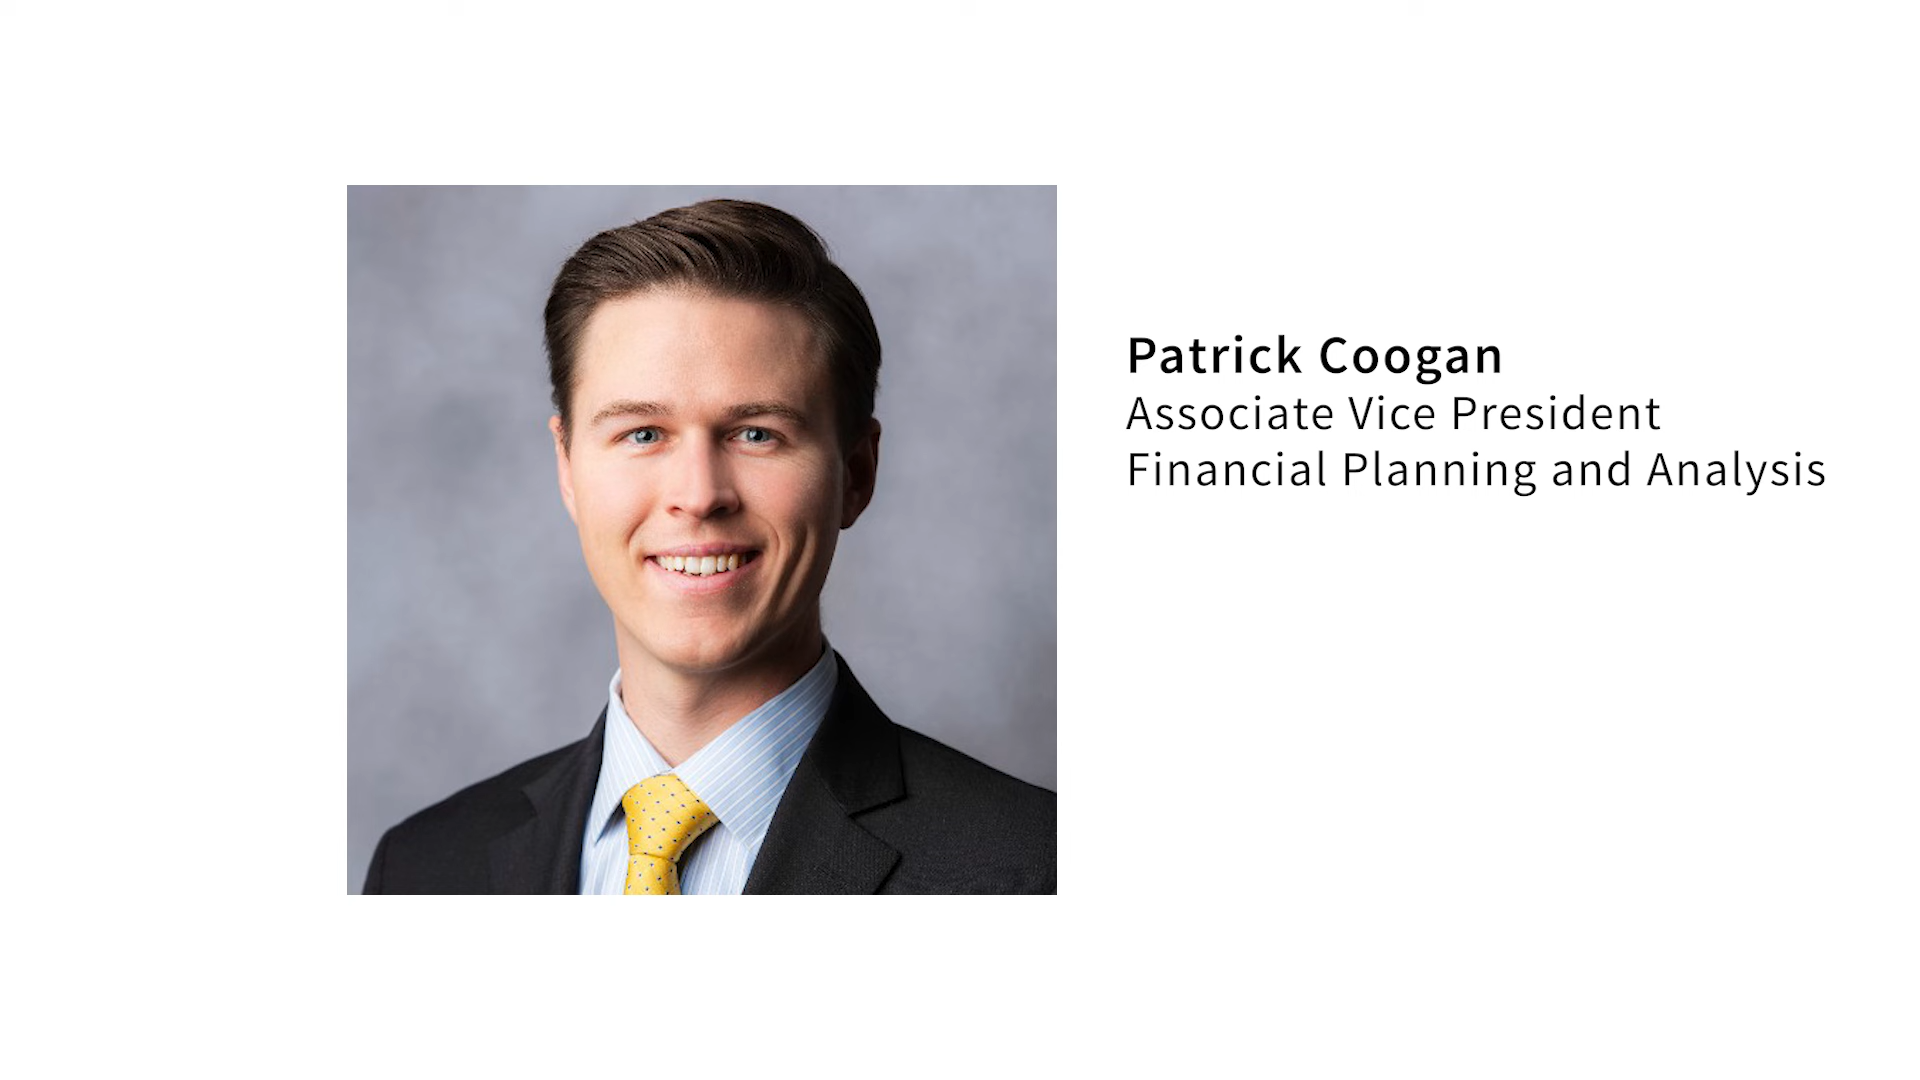 Patrick Coogan
Associate Vice President
Financial Planning and Analysis